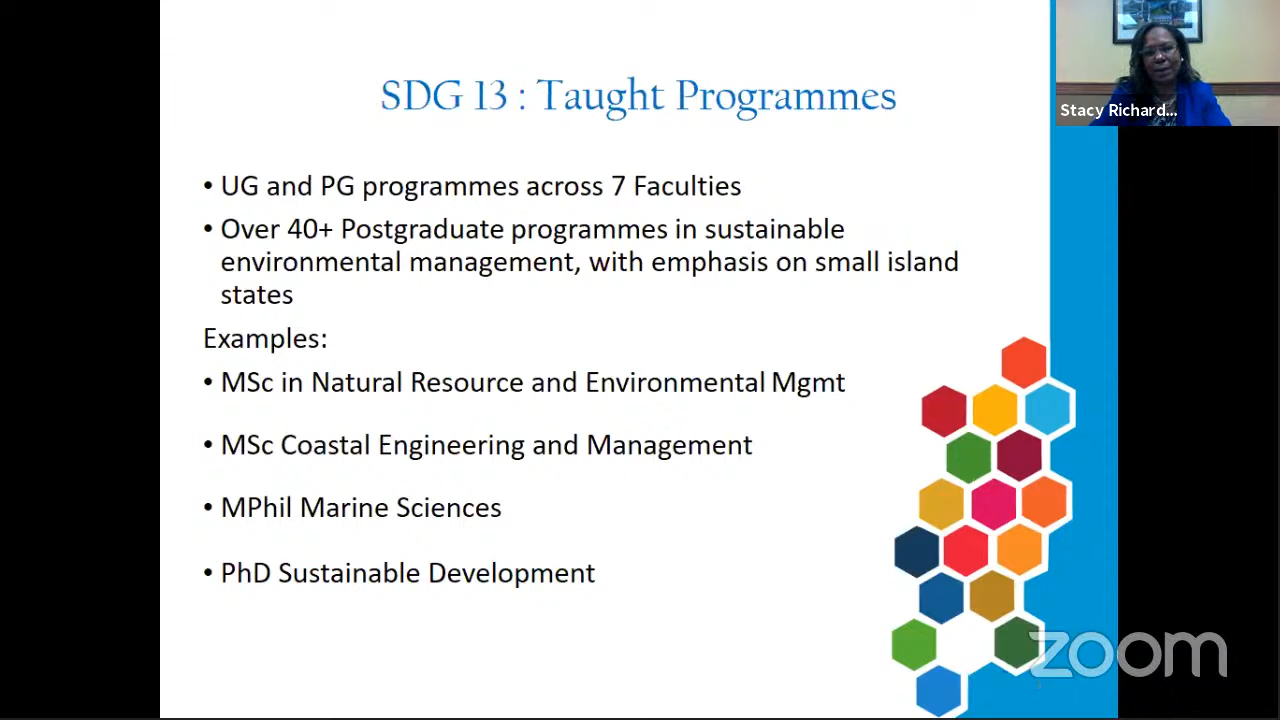 SDG 13 : Taught Programmes
Stacy Richard...
• UG and PG programmes across 7 Faculties
• Over 40+ Postgraduate programmes in sustainable
environmental management, with emphasis on small island
states
Examples:
• MSc in Natural Resource and Environmental Mgmt
• MSc Coastal Engineering and Management
• MPhil Marine Sciences
• PhD Sustainable Development
zoom